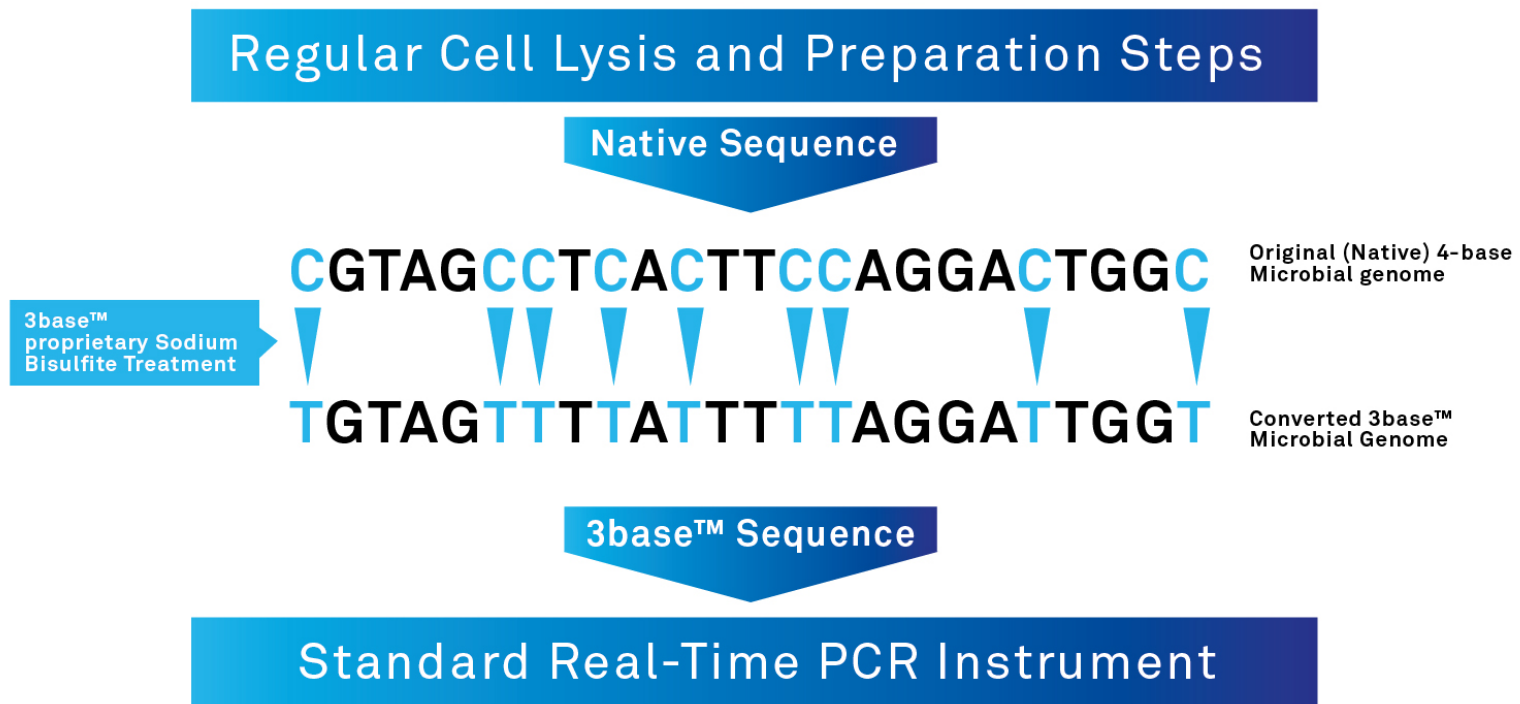 Regular Cell Lysis and Preparation Steps
Native Sequence
CGTAGCCTCACTTCCAGGACTGGC
Original (Native) 4-base
Microbial genome
3base™
proprietary Sodium
Bisulfite Treatment
TGTAGTTTTATTTTTAGGATTGGT
Converted 3base™
Microbial Genome
3base™ Sequence
Standard Real-Time PCR Instrument